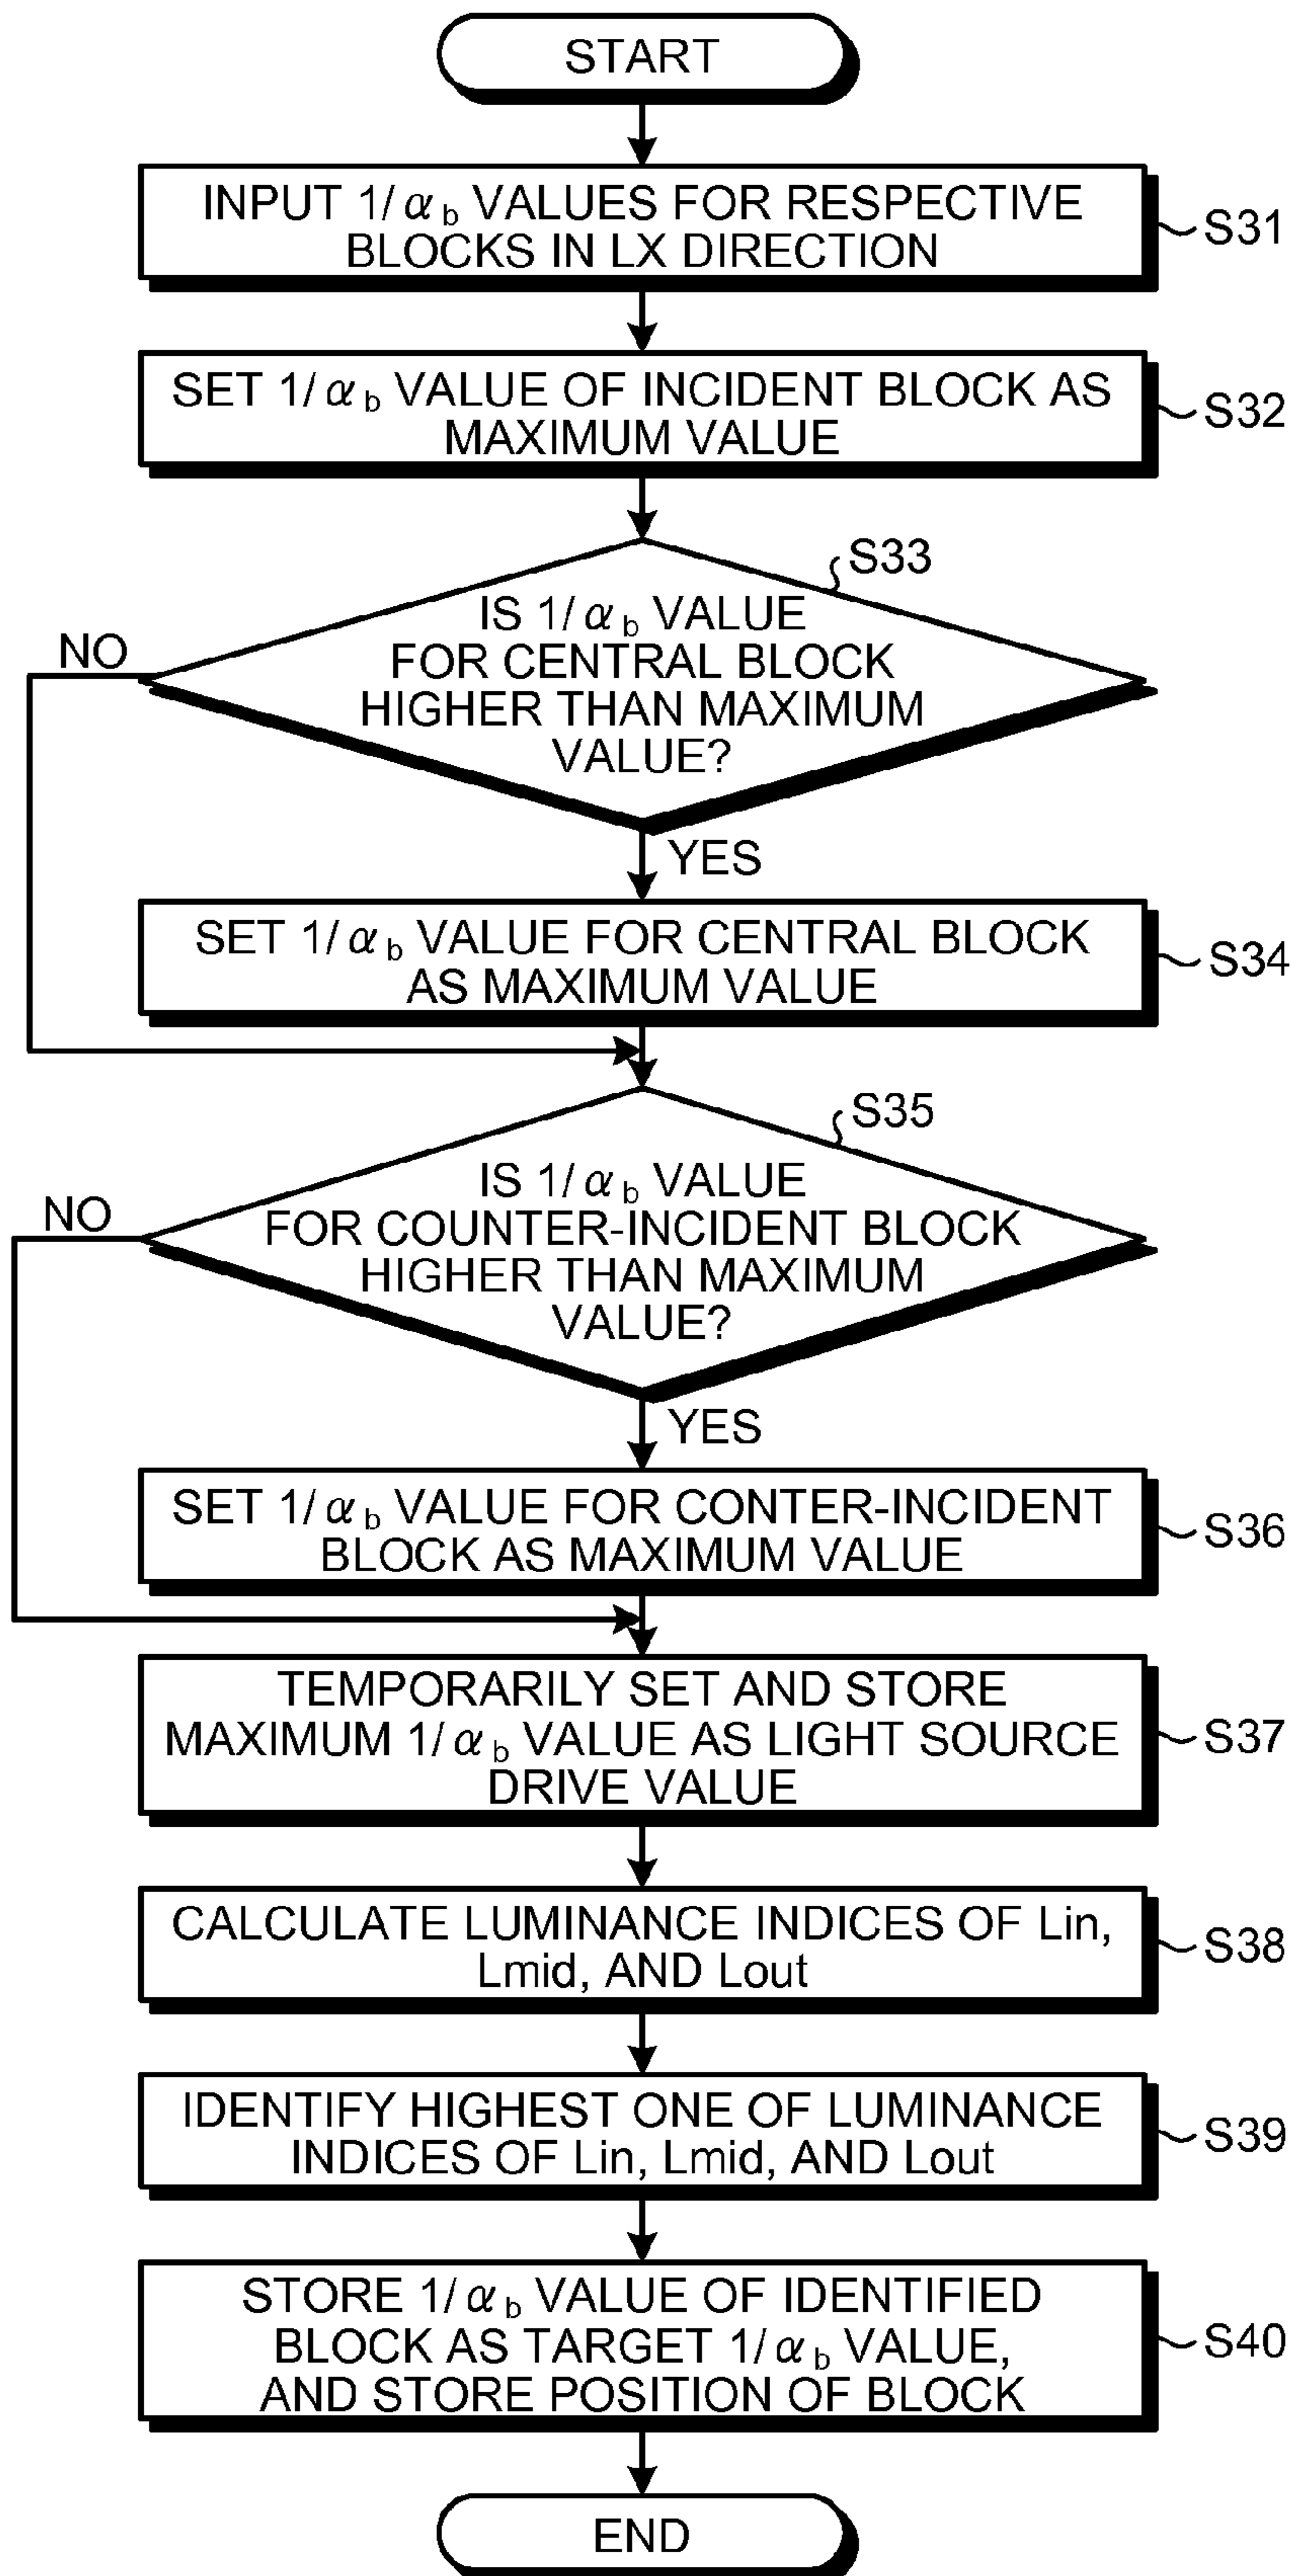 START
INPUT 1/αb VALUES FOR RESPECTIVE
BLOCKS IN LX DIRECTION
S31
SET 1/αb VALUE OF INCIDENT BLOCK AS
MAXIMUM VALUE
S32
S33
IS 1/αb VALUE
FOR CENTRAL BLOCK
HIGHER THAN MAXIMUM
VALUE?
NO
YES
SET 1/αb VALUE FOR CENTRAL BLOCK
AS MAXIMUM VALUE
S34
S35
IS 1/αb VALUE
FOR COUNTER-INCIDENT BLOCK
HIGHER THAN MAXIMUM
VALUE?
NO
YES
SET 1/αb VALUE FOR CONTER-INCIDENT
BLOCK AS MAXIMUM VALUE
S36
TEMPORARILY SET AND STORE
MAXIMUM 1/αb VALUE AS LIGHT SOURCE
DRIVE VALUE
S37
CALCULATE LUMINANCE INDICES OF Lin,
Lmid, AND Lout
S38
IDENTIFY HIGHEST ONE OF LUMINANCE
INDICES OF Lin, Lmid, AND Lout
S39
STORE 1/αb VALUE OF IDENTIFIED
BLOCK AS TARGET 1/αb VALUE,
AND STORE POSITION OF BLOCK
S40
END